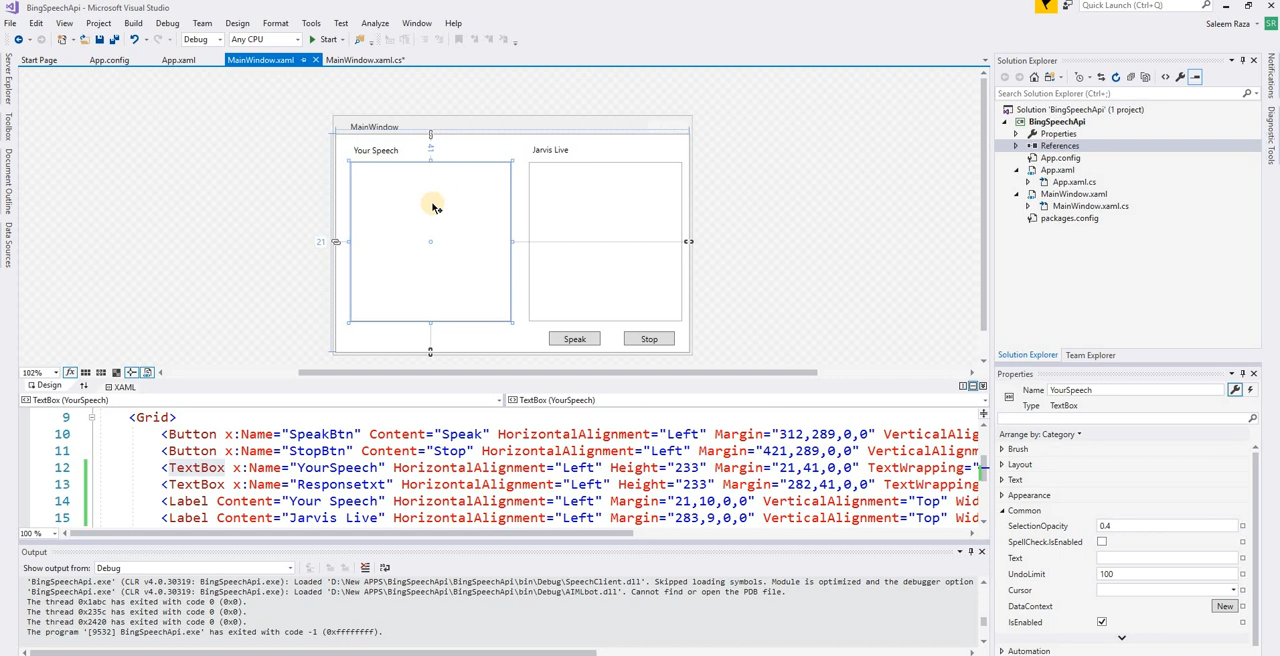 BingSpeechApi - Microsoft Visual Studio
Quick Launch (Ctrl+Q)
File Edit View Project Build Debug Team Design Format Tools Test Analyze Window Help
Saleem Raza SR
Debug Any CPU Start
Start Page App.config App.xaml MainWindow.xaml MainWindow.xaml.cs*
Server Explorer
Toolbox
Document Outline
Data Sources
MainWindow
Your Speech
Jarvis Live
41
21
Speak
Stop
102%
Design XAML
TextBox (YourSpeech) TextBox (YourSpeech)
9 <Grid>
10 <Button x:Name="SpeakBtn" Content="Speak" HorizontalAlignment="Left" Margin="312,289,0,0" VerticalAlig
11 <Button x:Name="StopBtn" Content="Stop" HorizontalAlignment="Left" Margin="421,289,0,0" VerticalAlign
12 <TextBox x:Name="YourSpeech" HorizontalAlignment="Left" Height="233" Margin="21,41,0,0" TextWrapping="
13 <TextBox x:Name="Responsetxt" HorizontalAlignment="Left" Height="233" Margin="282,41,0,0" TextWrapping
14 <Label Content="Your Speech" HorizontalAlignment="Left" Margin="21,10,0,0" VerticalAlignment="Top" Wid
15 <Label Content="Jarvis Live" HorizontalAlignment="Left" Margin="283,9,0,0" VerticalAlignment="Top" Wid
100 %
Output
Show output from: Debug
'BingSpeechApi.exe' (CLR v4.0.30319: BingSpeechApi.exe): Loaded 'D:\New APPS\BingSpeechApi\BingSpeechApi\bin\Debug\SpeechClient.dll'. Skipped loading symbols. Module is optimized and the debugger option
'BingSpeechApi.exe' (CLR v4.0.30319: BingSpeechApi.exe): Loaded 'D:\New APPS\BingSpeechApi\BingSpeechApi\bin\Debug\AIMLbot.dll'. Cannot find or open the PDB file.
The thread 0x1abc has exited with code 0 (0x0).
The thread 0x235c has exited with code 0 (0x0).
The thread 0x2420 has exited with code 0 (0x0).
The program '[9532] BingSpeechApi.exe' has exited with code -1 (0xffffffff).
Solution Explorer
Search Solution Explorer (Ctrl+;)
Solution 'BingSpeechApi' (1 project)
BingSpeechApi
Properties
References
App.config
App.xaml
App.xaml.cs
MainWindow.xaml
MainWindow.xaml.cs
packages.config
Solution Explorer Team Explorer
Properties
Name YourSpeech
Type TextBox
Arrange by: Category
Brush
Layout
Text
Appearance
Common
SelectionOpacity 0.4
SpellCheck.IsEnabled
Text
UndoLimit 100
Cursor
DataContext New
IsEnabled
Automation
Notifications
Diagnostic Tools